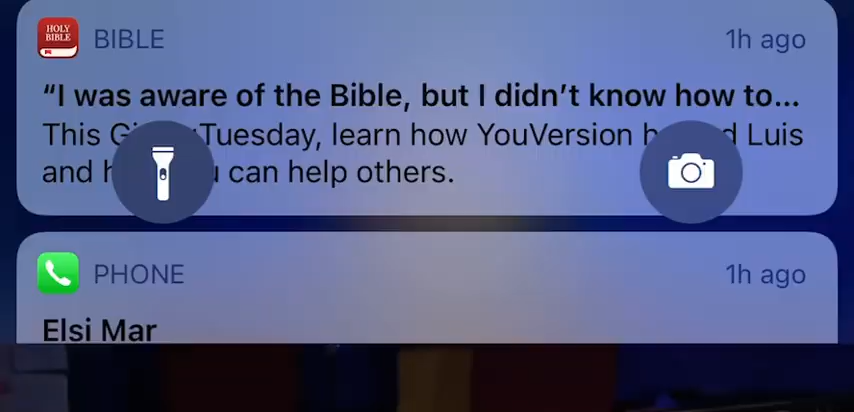 HOLY
BIBLE
BIBLE
1h ago
“I was aware of the Bible, but I didn’t know how to...
This Tuesday, learn how YouVersion Luis
and can help others.
PHONE
1h ago
Elsi Mar